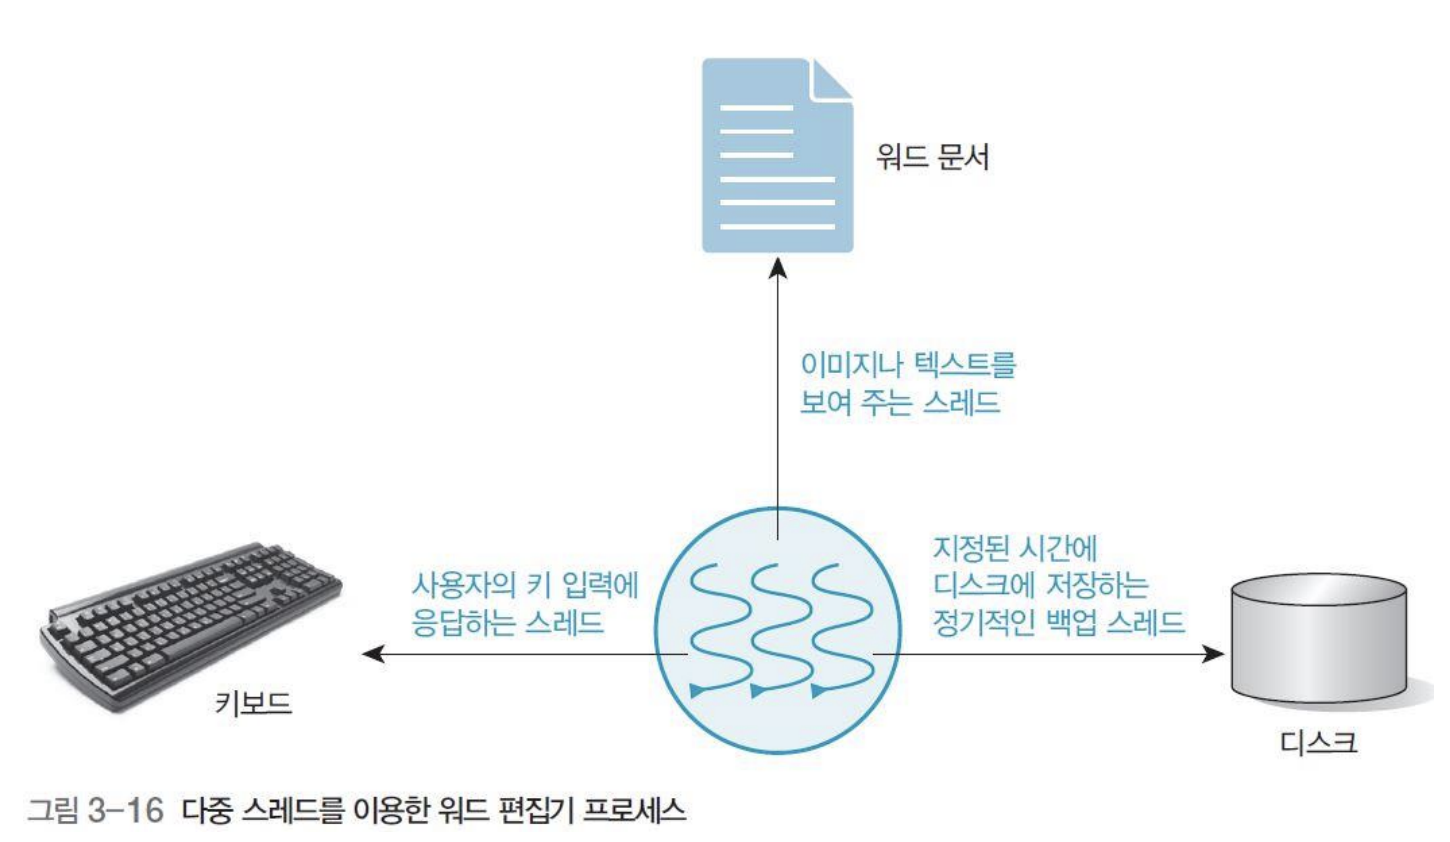 워드 문서
이미지나 텍스트를
보여 주는 스레드
사용자의 키 입력에
응답하는 스레드
지정된 시간에
디스크에 저장하는
정기적인 백업 스레드
키보드
디스크
그림 3-16 다중 스레드를 이용한 워드 편집기 프로세스